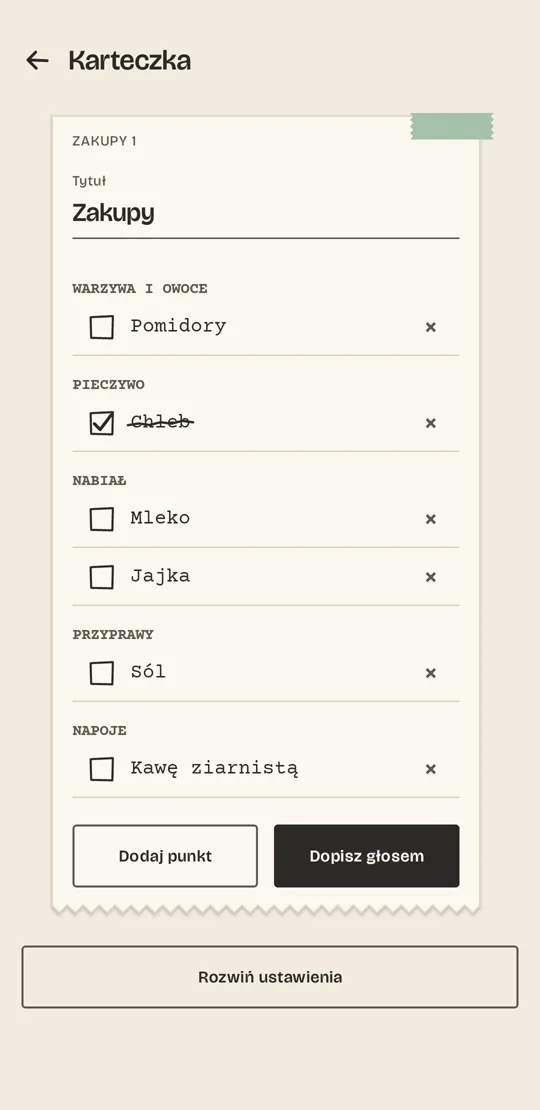 Karteczka
ZAKUPY 1
Tytuł
Zakupy
WARZYWA I OWOCE
Pomidory
PIECZYWO
Chleb
NABIAŁ
Mleko
Jajka
PRZYPRAWY
Sól
NAPOJE
Kawę ziarnistą
Dodaj punkt
Dopisz głosem
Rozwiń ustawienia